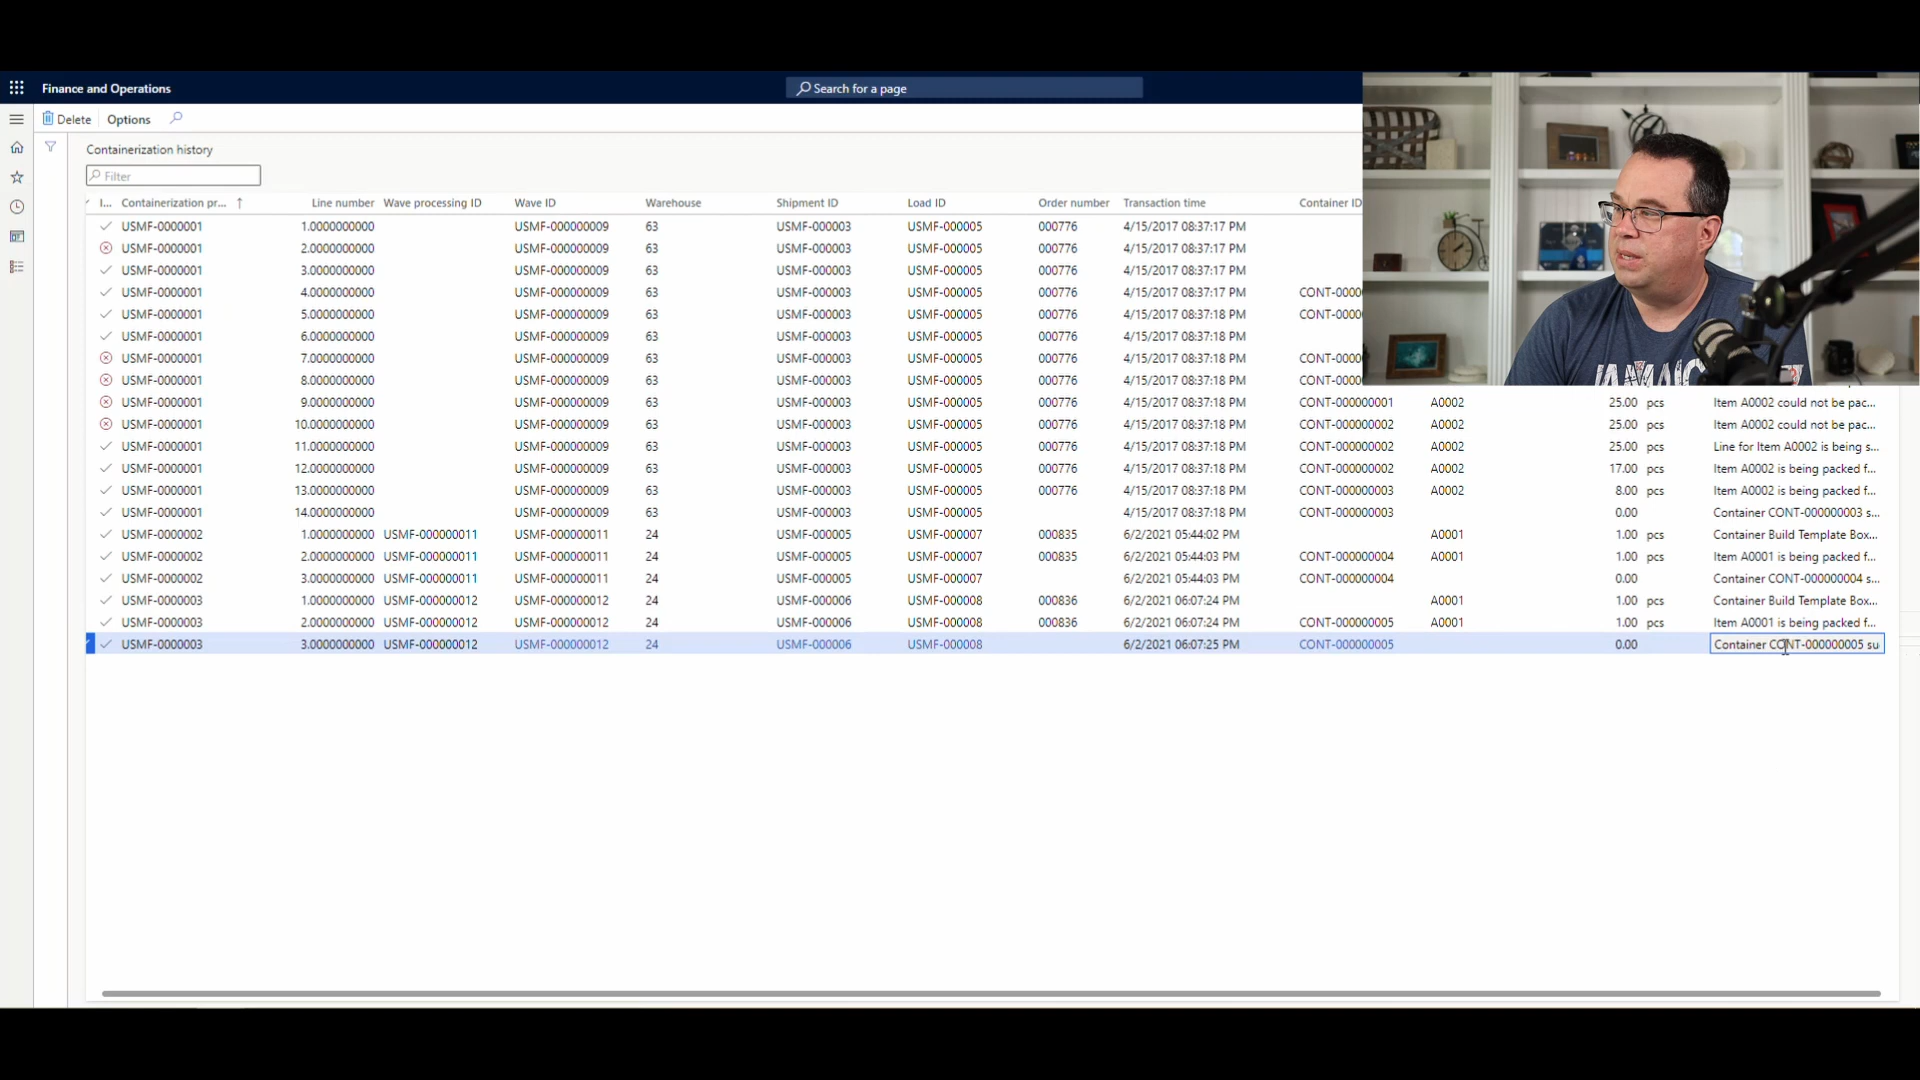 Finance and Operations
Search for a page
Delete Options
Containerization history
Filter
I... Containerization pr... Line number Wave processing ID Wave ID Warehouse Shipment ID Load ID Order number Transaction time Container ID
USMF-0000001 1.0000000000 USMF-000000009 63 USMF-000003 USMF-000005 000776 4/15/2017 08:37:17 PM
USMF-0000001 2.0000000000 USMF-000000009 63 USMF-000003 USMF-000005 000776 4/15/2017 08:37:17 PM
USMF-0000001 3.0000000000 USMF-000000009 63 USMF-000003 USMF-000005 000776 4/15/2017 08:37:17 PM
USMF-0000001 4.0000000000 USMF-000000009 63 USMF-000003 USMF-000005 000776 4/15/2017 08:37:17 PM CONT-0000
USMF-0000001 5.0000000000 USMF-000000009 63 USMF-000003 USMF-000005 000776 4/15/2017 08:37:18 PM CONT-0000
USMF-0000001 6.0000000000 USMF-000000009 63 USMF-000003 USMF-000005 000776 4/15/2017 08:37:18 PM
USMF-0000001 7.0000000000 USMF-000000009 63 USMF-000003 USMF-000005 000776 4/15/2017 08:37:18 PM CONT-0000
USMF-0000001 8.0000000000 USMF-000000009 63 USMF-000003 USMF-000005 000776 4/15/2017 08:37:18 PM CONT-0000
USMF-0000001 9.0000000000 USMF-000000009 63 USMF-000003 USMF-000005 000776 4/15/2017 08:37:18 PM CONT-000000001 A0002 25.00 pcs Item A0002 could not be pac...
USMF-0000001 10.0000000000 USMF-000000009 63 USMF-000003 USMF-000005 000776 4/15/2017 08:37:18 PM CONT-000000002 A0002 25.00 pcs Item A0002 could not be pac...
USMF-0000001 11.0000000000 USMF-000000009 63 USMF-000003 USMF-000005 000776 4/15/2017 08:37:18 PM CONT-000000002 A0002 25.00 pcs Line for Item A0002 is being s...
USMF-0000001 12.0000000000 USMF-000000009 63 USMF-000003 USMF-000005 000776 4/15/2017 08:37:18 PM CONT-000000002 A0002 17.00 pcs Item A0002 is being packed f...
USMF-0000001 13.0000000000 USMF-000000009 63 USMF-000003 USMF-000005 000776 4/15/2017 08:37:18 PM CONT-000000003 A0002 8.00 pcs Item A0002 is being packed f...
USMF-0000001 14.0000000000 USMF-000000009 63 USMF-000003 USMF-000005 4/15/2017 08:37:18 PM CONT-000000003 0.00 Container CONT-000000003 s...
USMF-0000002 1.0000000000 USMF-000000011 USMF-000000011 24 USMF-000005 USMF-000007 000835 6/2/2021 05:44:02 PM A0001 1.00 pcs Container Build Template Box...
USMF-0000002 2.0000000000 USMF-000000011 USMF-000000011 24 USMF-000005 USMF-000007 000835 6/2/2021 05:44:03 PM CONT-000000004 A0001 1.00 pcs Item A0001 is being packed f...
USMF-0000002 3.0000000000 USMF-000000011 USMF-000000011 24 USMF-000005 USMF-000007 6/2/2021 05:44:03 PM CONT-000000004 0.00 Container CONT-000000004 s...
USMF-0000003 1.0000000000 USMF-000000012 USMF-000000012 24 USMF-000006 USMF-000008 000836 6/2/2021 06:07:24 PM A0001 1.00 pcs Container Build Template Box...
USMF-0000003 2.0000000000 USMF-000000012 USMF-000000012 24 USMF-000006 USMF-000008 000836 6/2/2021 06:07:24 PM CONT-000000005 A0001 1.00 pcs Item A0001 is being packed f...
USMF-0000003 3.0000000000 USMF-000000012 USMF-000000012 24 USMF-000006 USMF-000008 6/2/2021 06:07:25 PM CONT-000000005 0.00 Container CONT-000000005 su